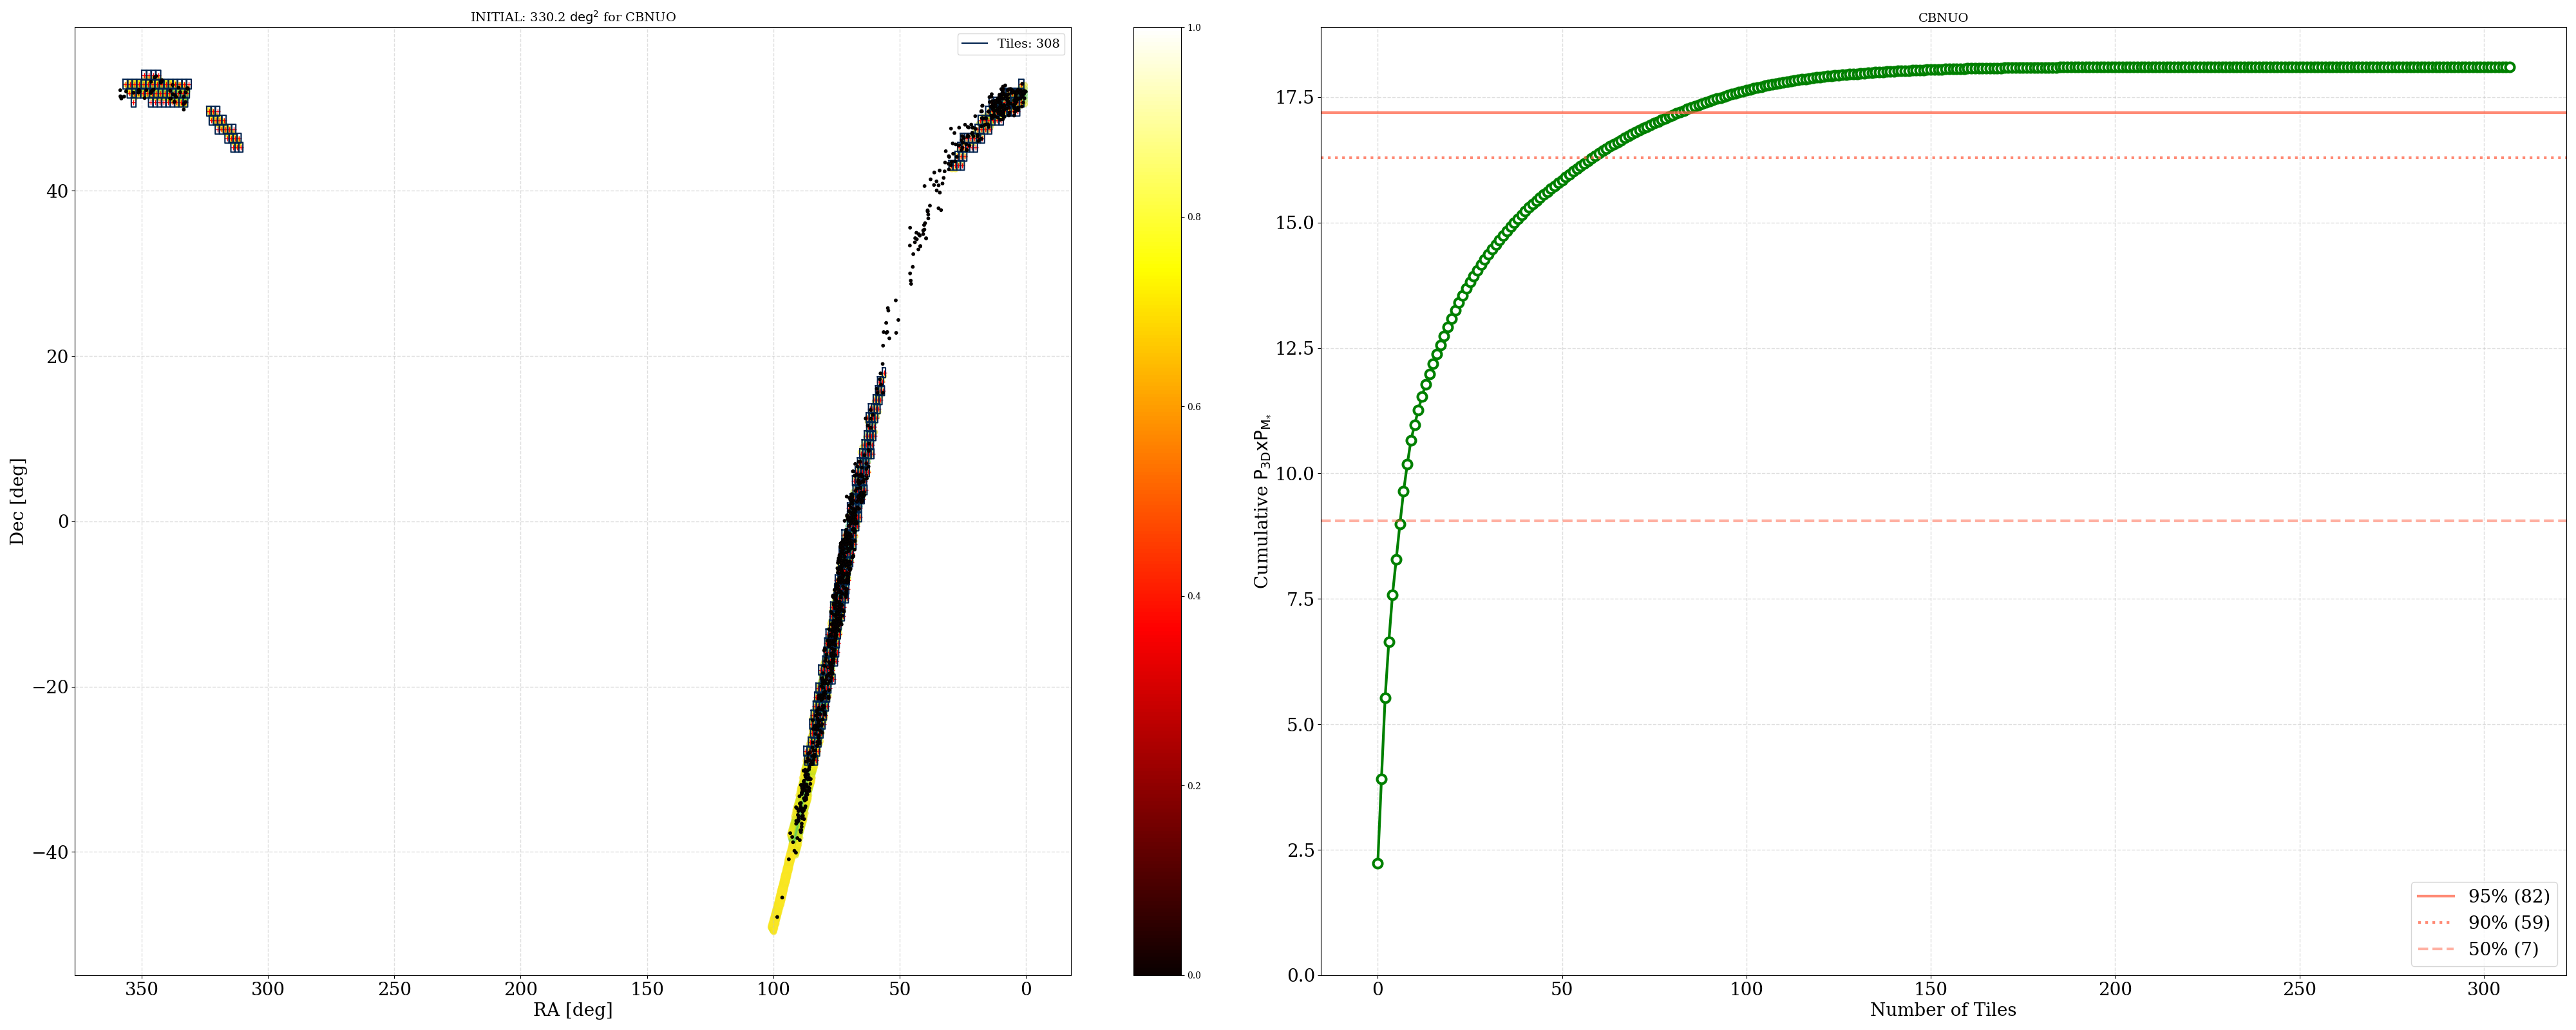 INITIAL: 330.2 deg² for CBNUO
Tiles: 308
40
20
0
−20
−40
Dec [deg]
350 300 250 200 150 100 50 0
RA [deg]
1.0
0.8
0.6
0.4
0.2
0.0
CBNUO
17.5
15.0
12.5
10.0
7.5
5.0
2.5
0.0
Cumulative P_3DxP_M*
95% (82)
90% (59)
50% (7)
0 50 100 150 200 250 300
Number of Tiles